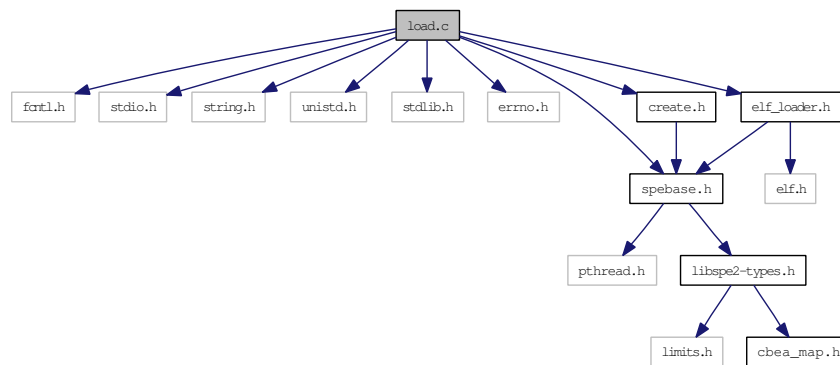 load.c
fcntl.h
stdio.h
string.h
unistd.h
stdlib.h
errno.h
create.h
elf_loader.h
spebase.h
elf.h
pthread.h
libspe2-types.h
limits.h
cbea_map.h